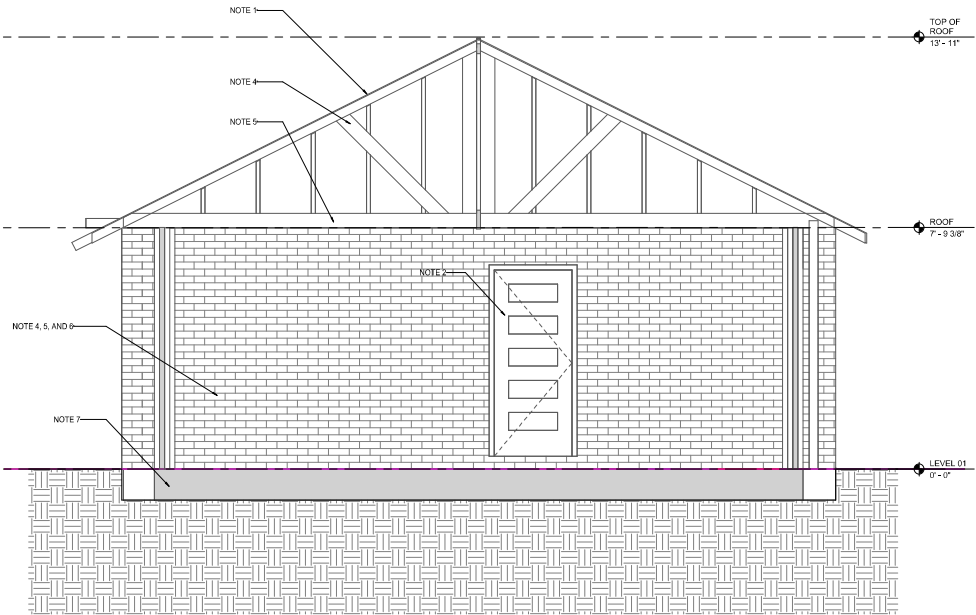 NOTE 1
TOP OF
ROOF
13' - 11"
NOTE 4
NOTE 5
ROOF
7' - 9 3/8"
NOTE 2
NOTE 4, 5, AND 6
NOTE 7
LEVEL 01
0' - 0"